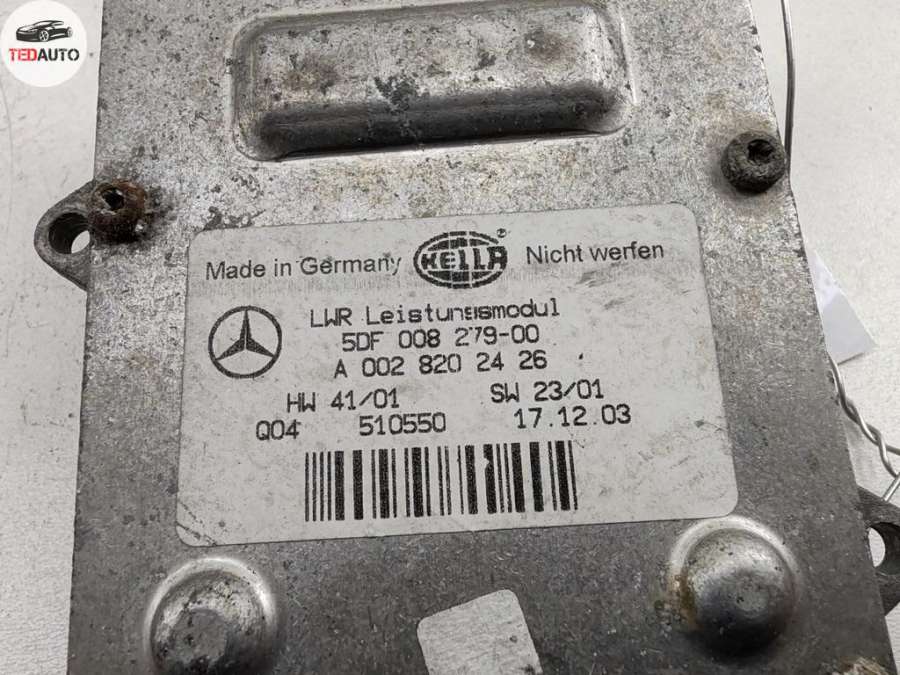 TEDAUTO
Made in Germany HELLA ® Nicht werfen
LWR Leistungsmodul
5DF 008 279-00
A 002 820 24 26
HW 41/01 SW 23/01
Q04 510550 17.12.03